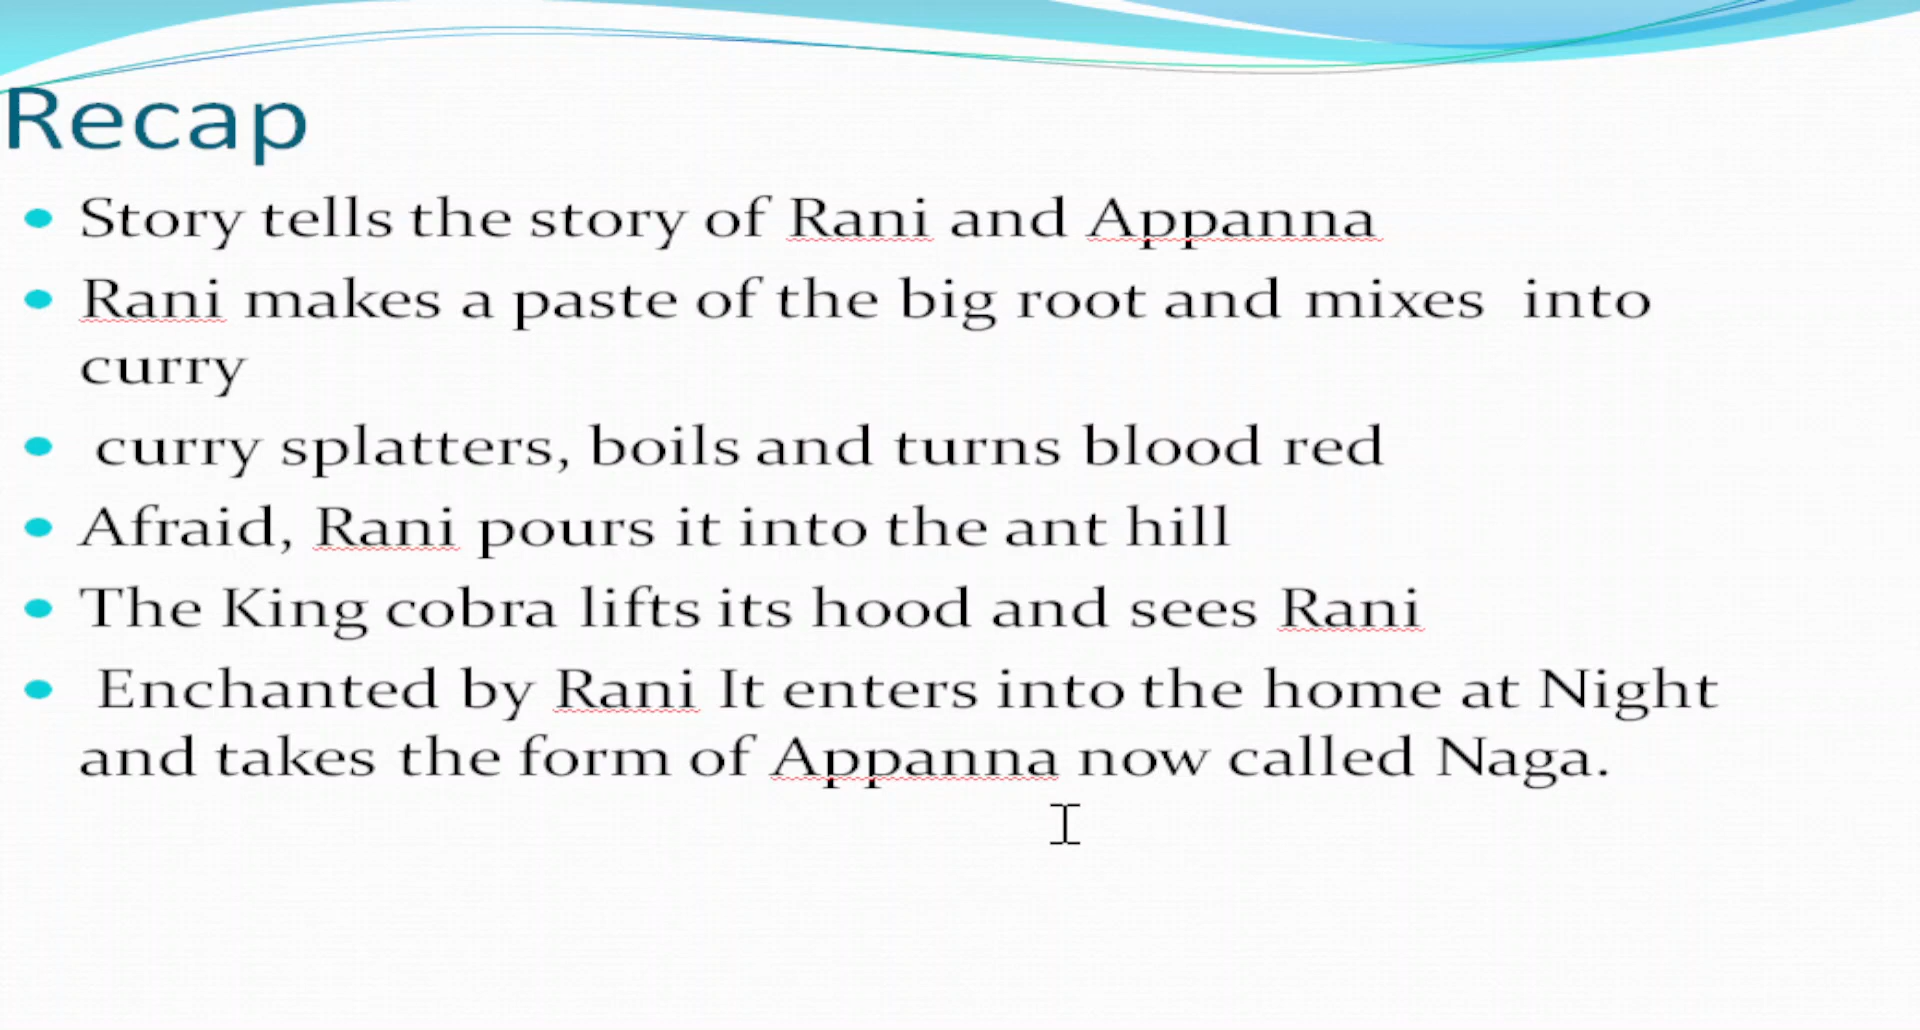 Recap
Story tells the story of Rani and Appanna
Rani makes a paste of the big root and mixes into
curry
curry splatters, boils and turns blood red
Afraid, Rani pours it into the ant hill
The King cobra lifts its hood and sees Rani
Enchanted by Rani It enters into the home at Night
and takes the form of Appanna now called Naga.